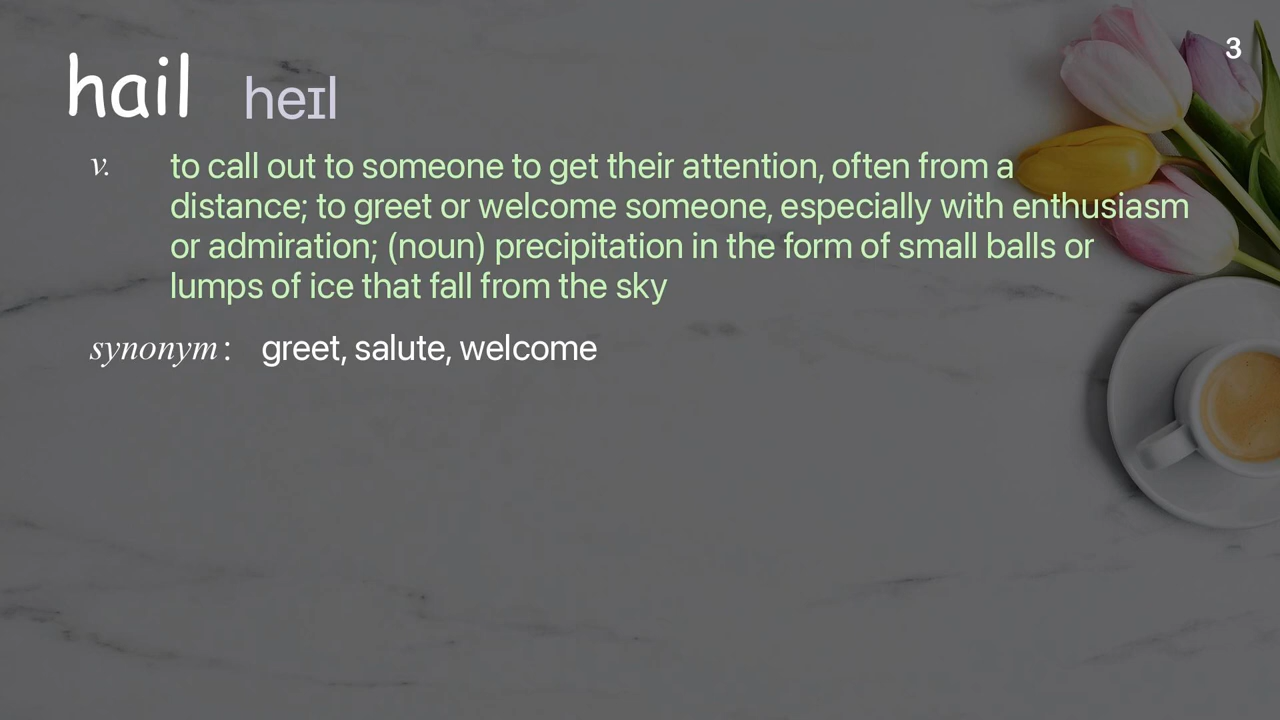 3
hail heɪl
v. to call out to someone to get their attention, often from a
distance; to greet or welcome someone, especially with enthusiasm
or admiration; (noun) precipitation in the form of small balls or
lumps of ice that fall from the sky
synonym : greet, salute, welcome